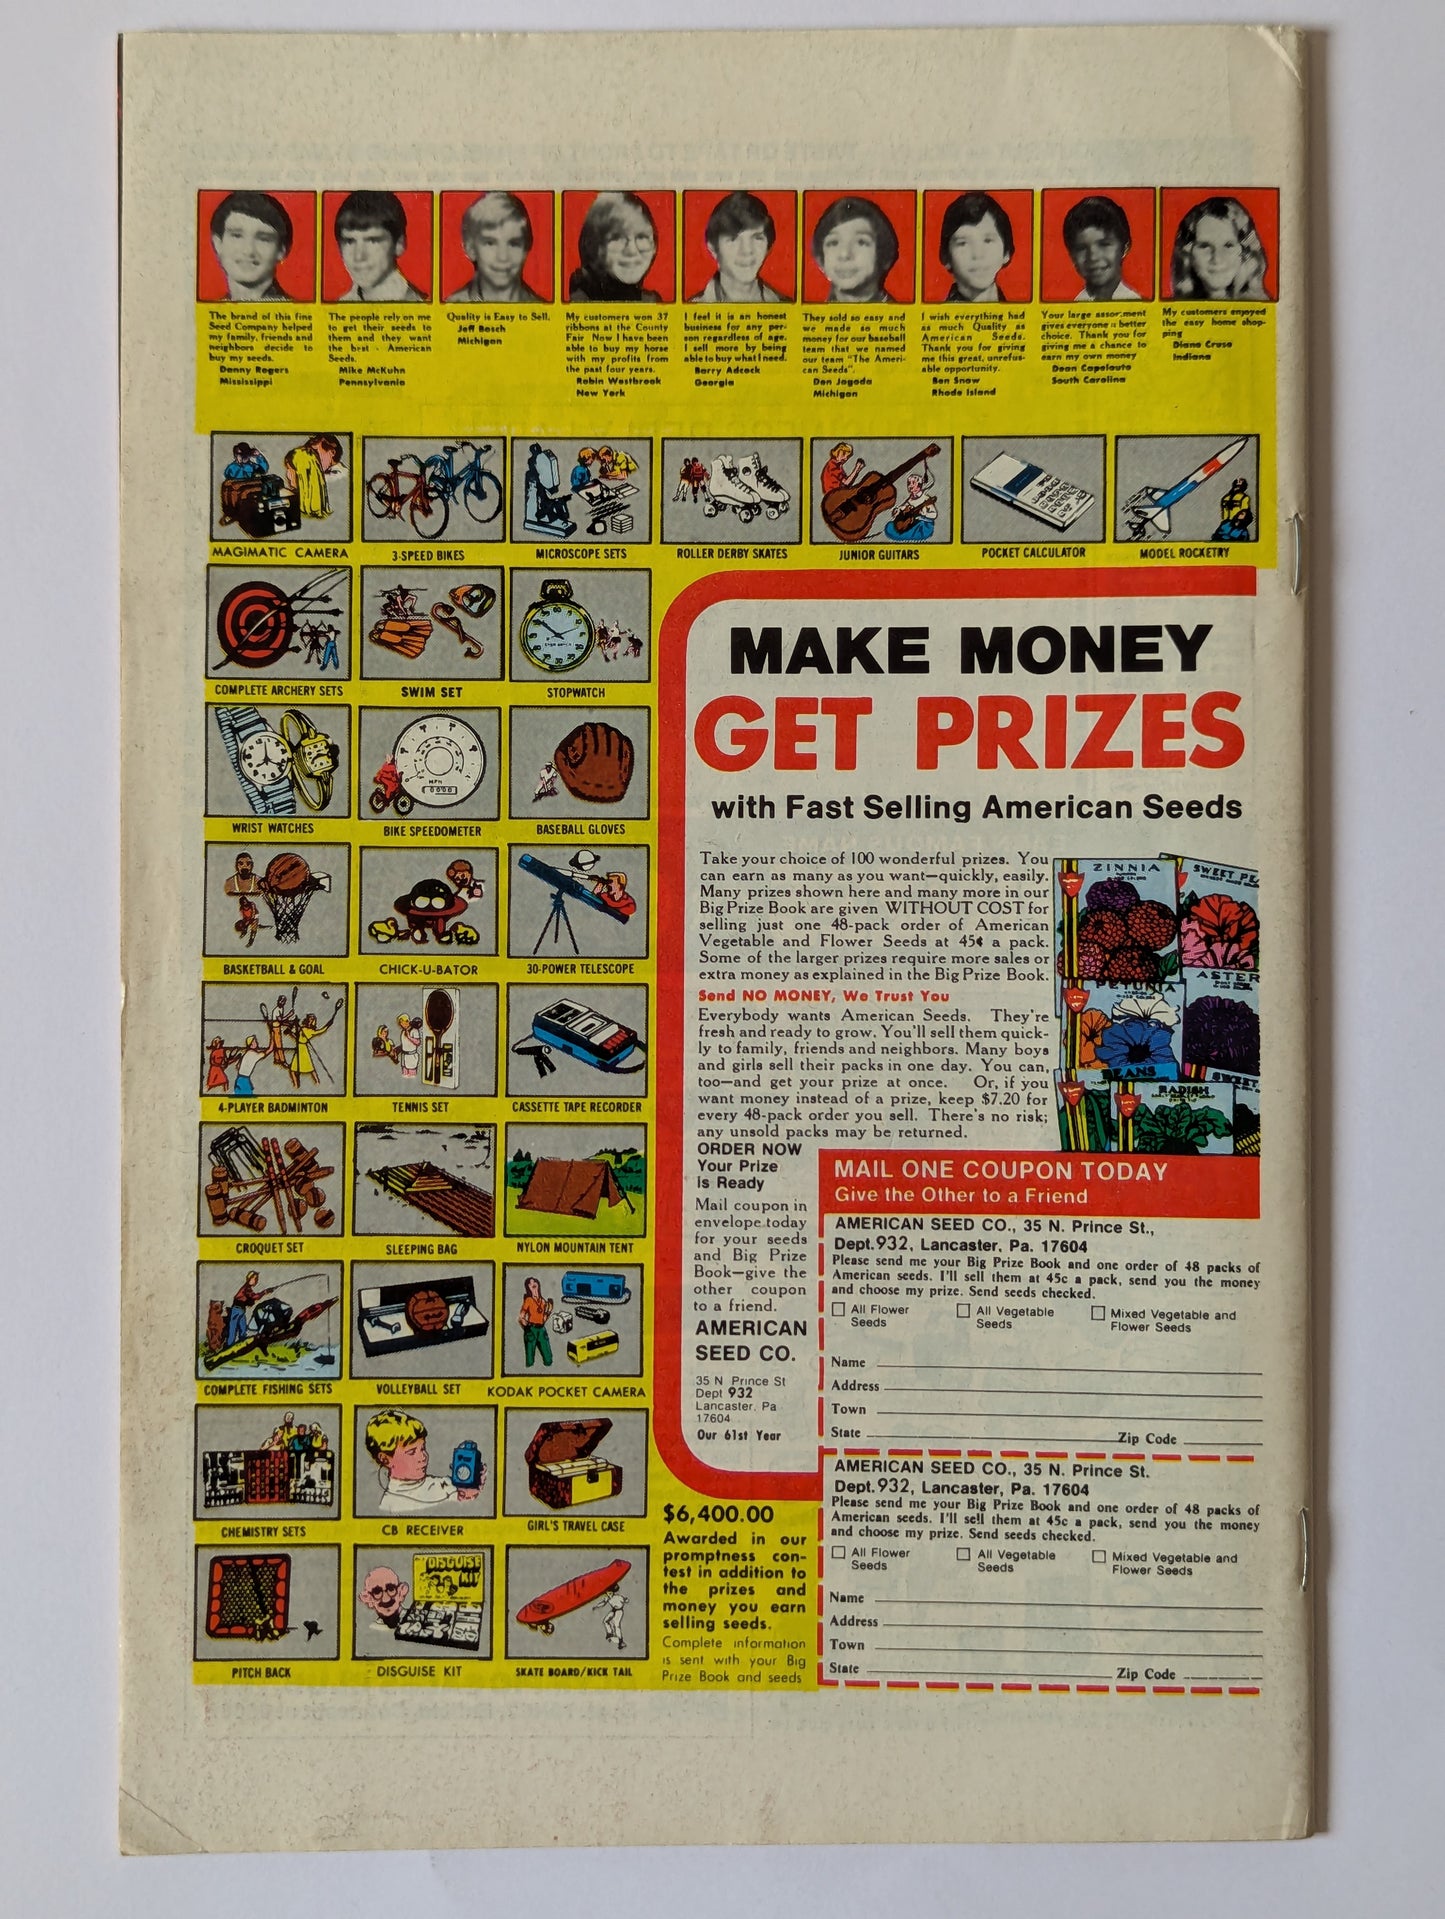 The brand of this fine
Seed Company helped
my family, friends and
neighbors decide to
buy my seeds.
Danny Rogers
Mississippi
The people rely on me
to get their seeds to
them and they want
the best - American
Seeds.
Mike McKuhn
Pennsylvania
Quality is Easy to Sell.
Jeff Bosch
Michigan
My customers won 37
ribbons at the County
Fair Now I have been
able to buy my horse
with my profits from
the past four years.
Robin Westbrook
New York
I feel it is an honest
business for any per-
son regardless of age.
I sell more by being
able to buy what I need.
Barry Adcock
Georgia
They sold so easy and
we made so much
money for our baseball
team that we named
our team "The Ameri-
can Seeds".
Don Jagoda
Michigan
I wish everything had
as much Quality as
American Seeds.
Thank you for giving
me this great, unrefus-
able opportunity.
Ben Snow
Rhode Island
Your large assortment
gives everyone a better
choice. Thank you for
giving me a chance to
earn my own money
Dean Capelouto
South Carolina
My customers enjoyed
the easy home shop-
ping
Diana Cruse
Indiana
MAGIMATIC CAMERA
3-SPEED BIKES
MICROSCOPE SETS
ROLLER DERBY SKATES
JUNIOR GUITARS
POCKET CALCULATOR
MODEL ROCKETRY
COMPLETE ARCHERY SETS
SWIM SET
STOPWATCH
WRIST WATCHES
BIKE SPEEDOMETER
BASEBALL GLOVES
BASKETBALL & GOAL
CHICK-U-BATOR
30-POWER TELESCOPE
4-PLAYER BADMINTON
TENNIS SET
CASSETTE TAPE RECORDER
CROQUET SET
SLEEPING BAG
NYLON MOUNTAIN TENT
COMPLETE FISHING SETS
VOLLEYBALL SET
KODAK POCKET CAMERA
CHEMISTRY SETS
CB RECEIVER
GIRL'S TRAVEL CASE
PITCH BACK
DISGUISE KIT
DISGUISE KIT
SKATE BOARD/KICK TAIL
MAKE MONEY
GET PRIZES
with Fast Selling American Seeds
Take your choice of 100 wonderful prizes. You
can earn as many as you want—quickly, easily.
Many prizes shown here and many more in our
Big Prize Book are given WITHOUT COST for
selling just one 48-pack order of American
Vegetable and Flower Seeds at 45¢ a pack.
Some of the larger prizes require more sales or
extra money as explained in the Big Prize Book.
Send NO MONEY, We Trust You
Everybody wants American Seeds. They're
fresh and ready to grow. You'll sell them quick-
ly to family, friends and neighbors. Many boys
and girls sell their packs in one day. You can,
too—and get your prize at once. Or, if you
want money instead of a prize, keep $7.20 for
every 48-pack order you sell. There's no risk;
any unsold packs may be returned.
ZINNIA
SWEET PE
ASTER
PETUNIA
BEANS
SWEET
RADISH
ORDER NOW
Your Prize
is Ready
Mail coupon in
envelope today
for your seeds
and Big Prize
Book—give the
other coupon
to a friend.
AMERICAN
SEED CO.
35 N Prince St
Dept 932
Lancaster, Pa
17604
Our 61st Year
$6,400.00
Awarded in our
promptness con-
test in addition to
the prizes and
money you earn
selling seeds.
Complete information
is sent with your Big
Prize Book and seeds
MAIL ONE COUPON TODAY
Give the Other to a Friend
AMERICAN SEED CO., 35 N. Prince St.,
Dept.932, Lancaster, Pa. 17604
Please send me your Big Prize Book and one order of 48 packs of
American seeds. I'll sell them at 45c a pack, send you the money
and choose my prize. Send seeds checked.
All Flower
Seeds
All Vegetable
Seeds
Mixed Vegetable and
Flower Seeds
Name
Address
Town
State Zip Code
AMERICAN SEED CO., 35 N. Prince St.
Dept.932, Lancaster, Pa. 17604
Please send me your Big Prize Book and one order of 48 packs of
American seeds. I'll sell them at 45c a pack, send you the money
and choose my prize. Send seeds checked.
All Flower
Seeds
All Vegetable
Seeds
Mixed Vegetable and
Flower Seeds
Name
Address
Town
State Zip Code